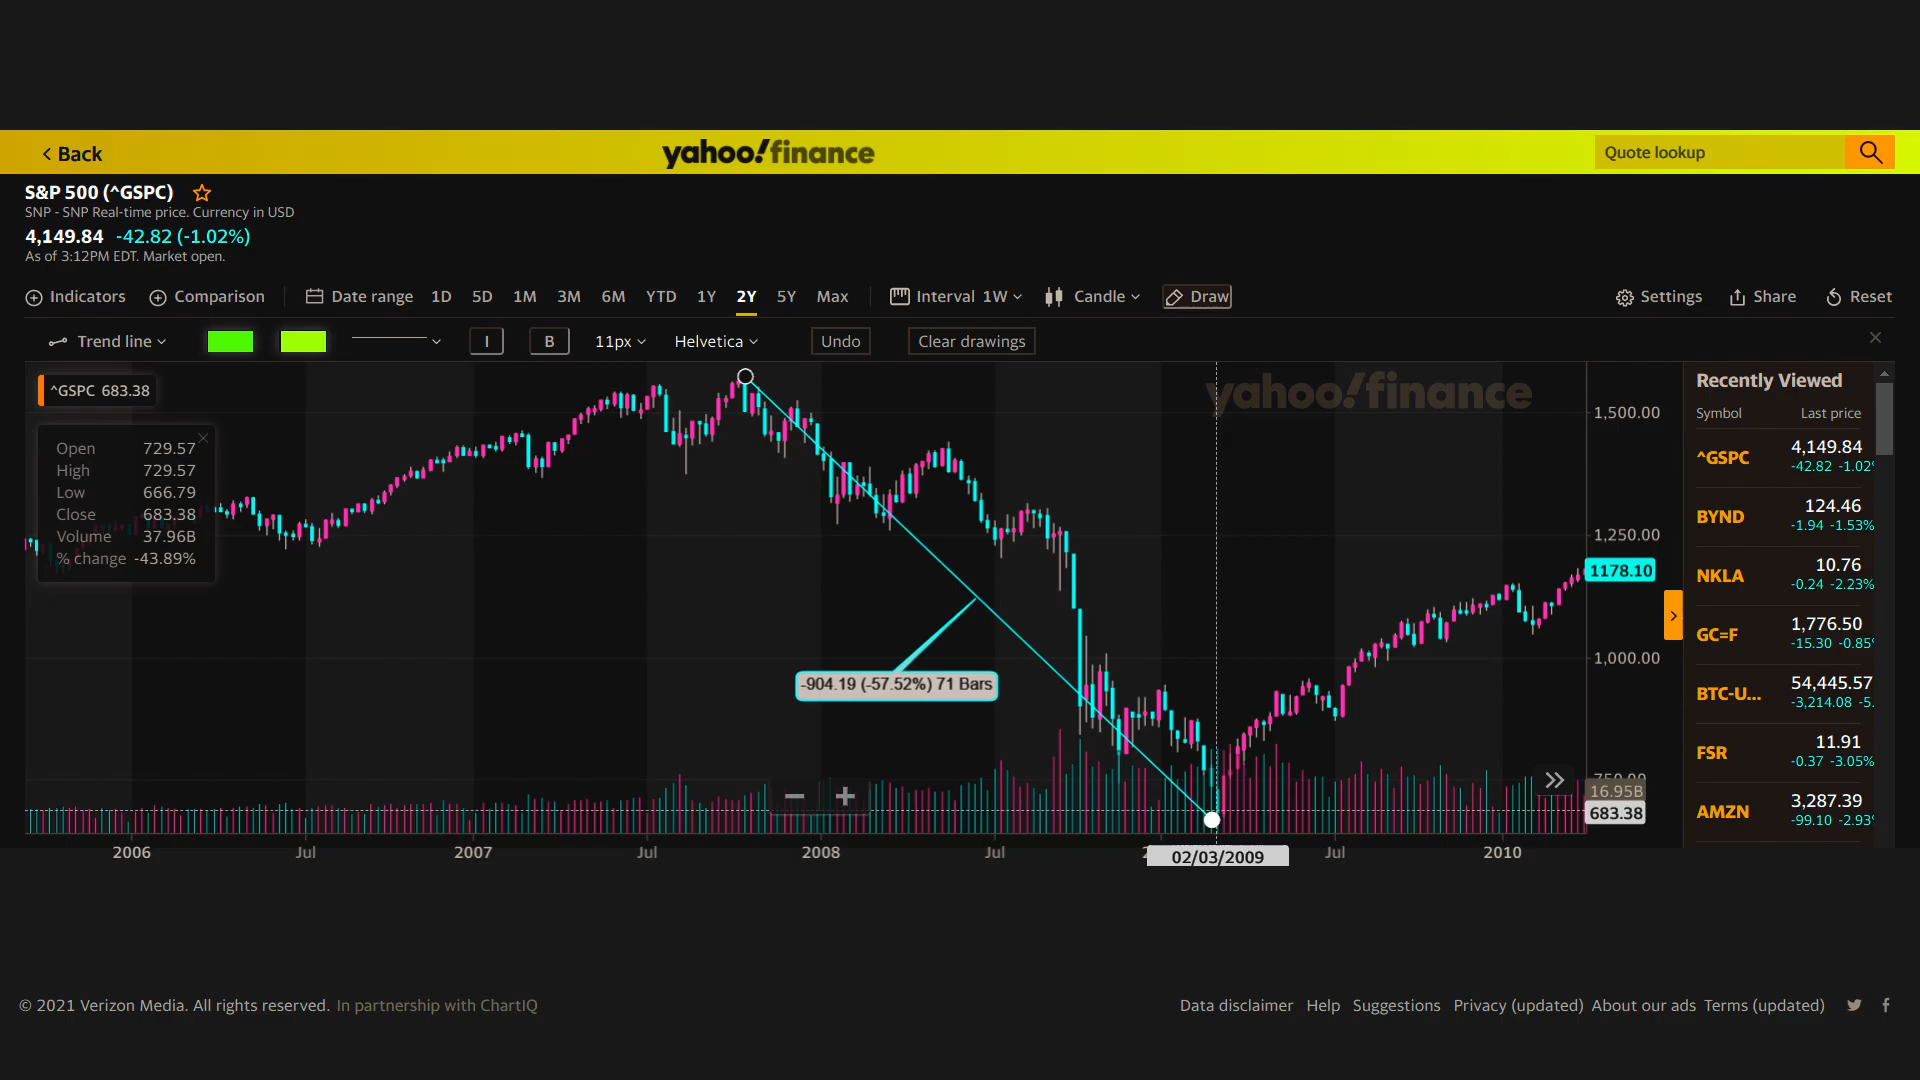 Back
yahoo!finance
Quote lookup
S&P 500 (^GSPC)
SNP - SNP Real-time price. Currency in USD
4,149.84 -42.82 (-1.02%)
As of 3:12PM EDT. Market open.
Indicators Comparison Date range 1D 5D 1M 3M 6M YTD 1Y 2Y 5Y Max Interval 1W Candle Draw Settings Share Reset
Trend line I B 11px Helvetica Undo Clear drawings
^GSPC 683.38
Open 729.57
High 729.57
Low 666.79
Close 683.38
Volume 37.96B
% change -43.89%
yahoo!finance
-904.19 (-57.52%) 71 Bars
1,500.00
1,250.00
1178.10
1,000.00
750.00
16.95B
683.38
2006 Jul 2007 Jul 2008 Jul 02/03/2009 Jul 2010
Recently Viewed
Symbol Last price
^GSPC 4,149.84
-42.82 -1.02%
BYND 124.46
-1.94 -1.53%
NKLA 10.76
-0.24 -2.23%
GC=F 1,776.50
-15.30 -0.85%
BTC-U... 54,445.57
-3,214.08 -5.
FSR 11.91
-0.37 -3.05%
AMZN 3,287.39
-99.10 -2.93%
© 2021 Verizon Media. All rights reserved. In partnership with ChartIQ
Data disclaimer Help Suggestions Privacy (updated) About our ads Terms (updated)